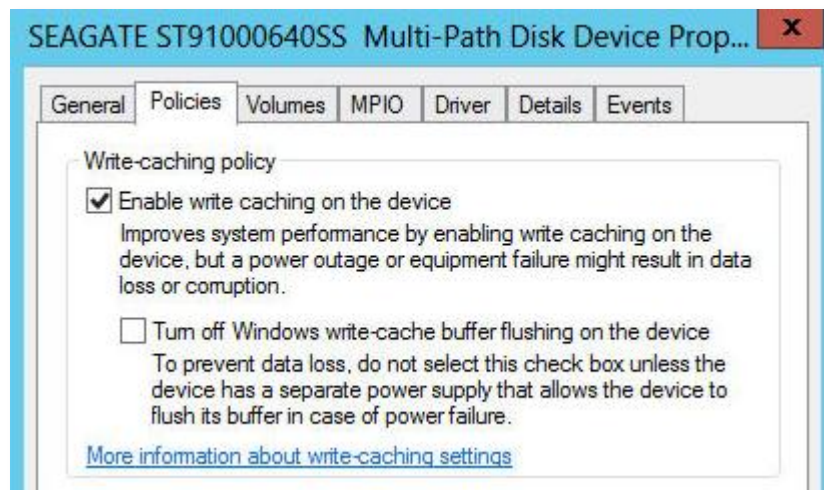 SEAGATE ST91000640SS Multi-Path Disk Device Prop...
x
General Policies Volumes MPIO Driver Details Events
Write-caching policy
Enable write caching on the device
Improves system performance by enabling write caching on the
device, but a power outage or equipment failure might result in data
loss or corruption.
Turn off Windows write-cache buffer flushing on the device
To prevent data loss, do not select this check box unless the
device has a separate power supply that allows the device to
flush its buffer in case of power failure.
More information about write-caching settings